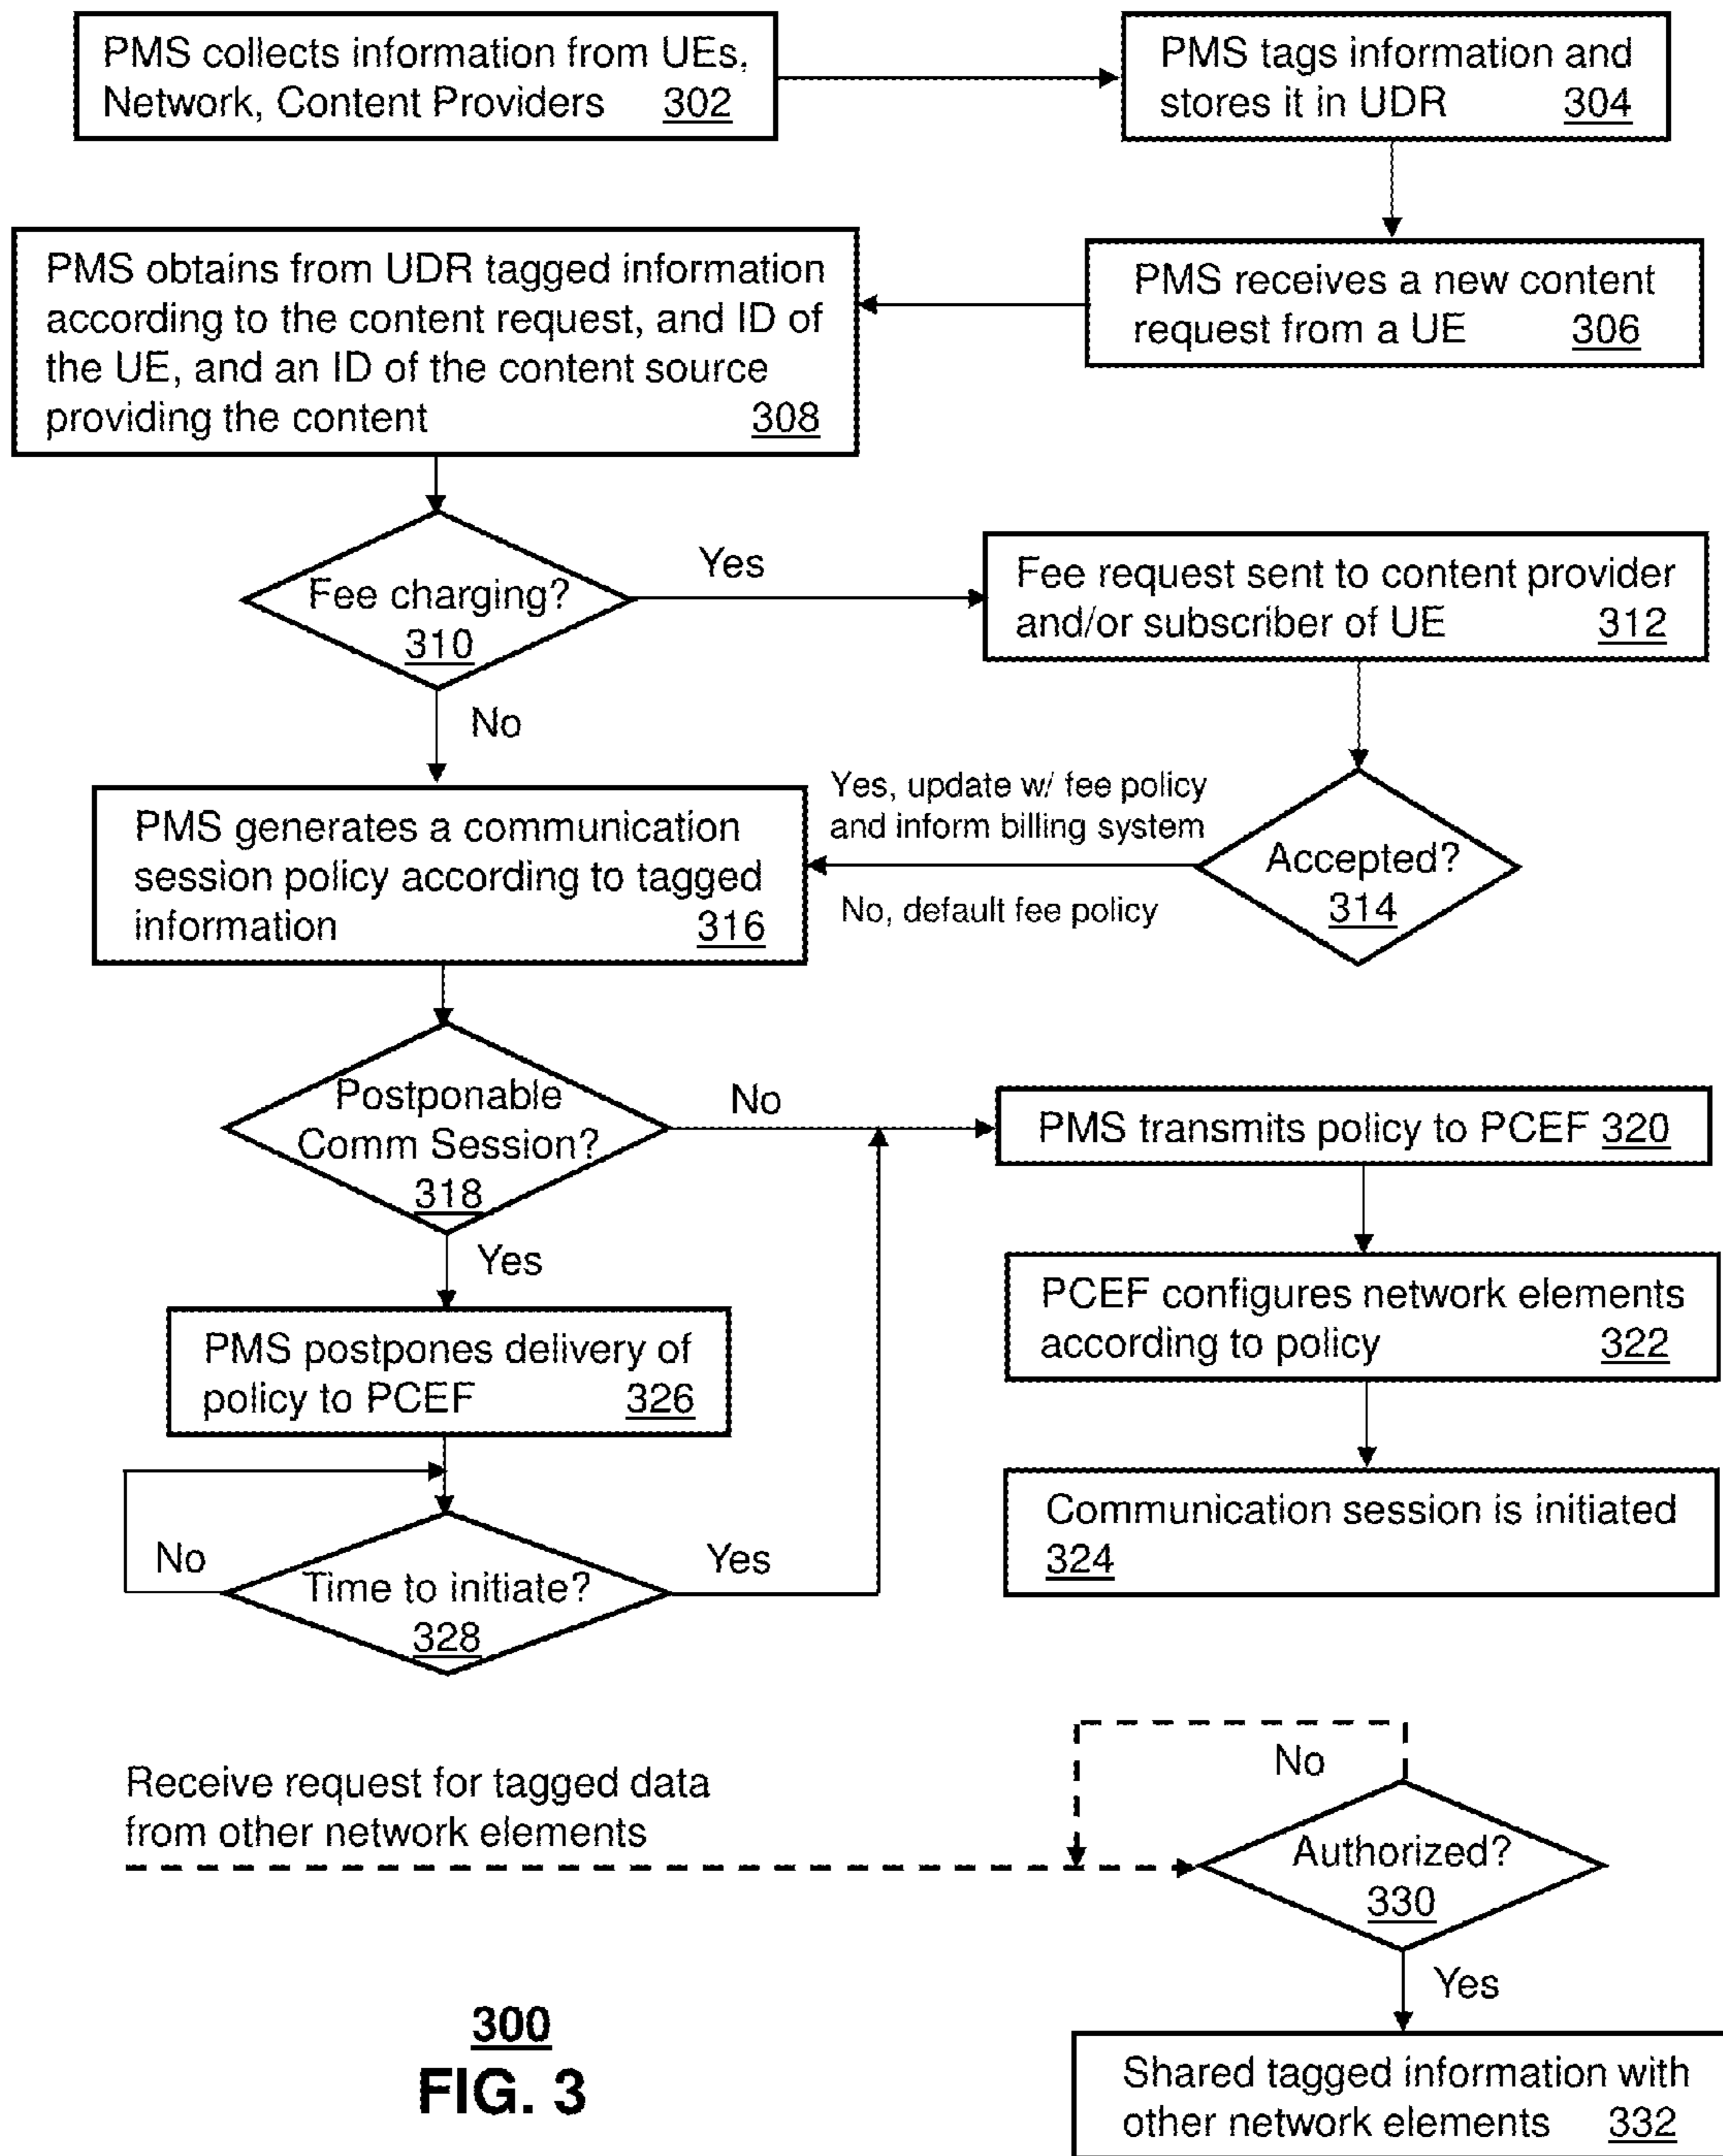 PMS collects information from UEs,
Network, Content Providers 302
PMS tags information and
stores it in UDR 304
PMS receives a new content
request from a UE 306
PMS obtains from UDR tagged information
according to the content request, and ID of
the UE, and an ID of the content source
providing the content 308
Fee charging?
310
Yes
No
Fee request sent to content provider
and/or subscriber of UE 312
Accepted?
314
Yes, update w/ fee policy
and inform billing system
No, default fee policy
PMS generates a communication
session policy according to tagged
information 316
Postponable
Comm Session?
318
No
Yes
PMS transmits policy to PCEF 320
PCEF configures network elements
according to policy 322
Communication session is initiated
324
PMS postpones delivery of
policy to PCEF 326
Time to initiate?
328
No
Yes
Receive request for tagged data
from other network elements
No
Authorized?
330
Yes
Shared tagged information with
other network elements 332
300
FIG. 3